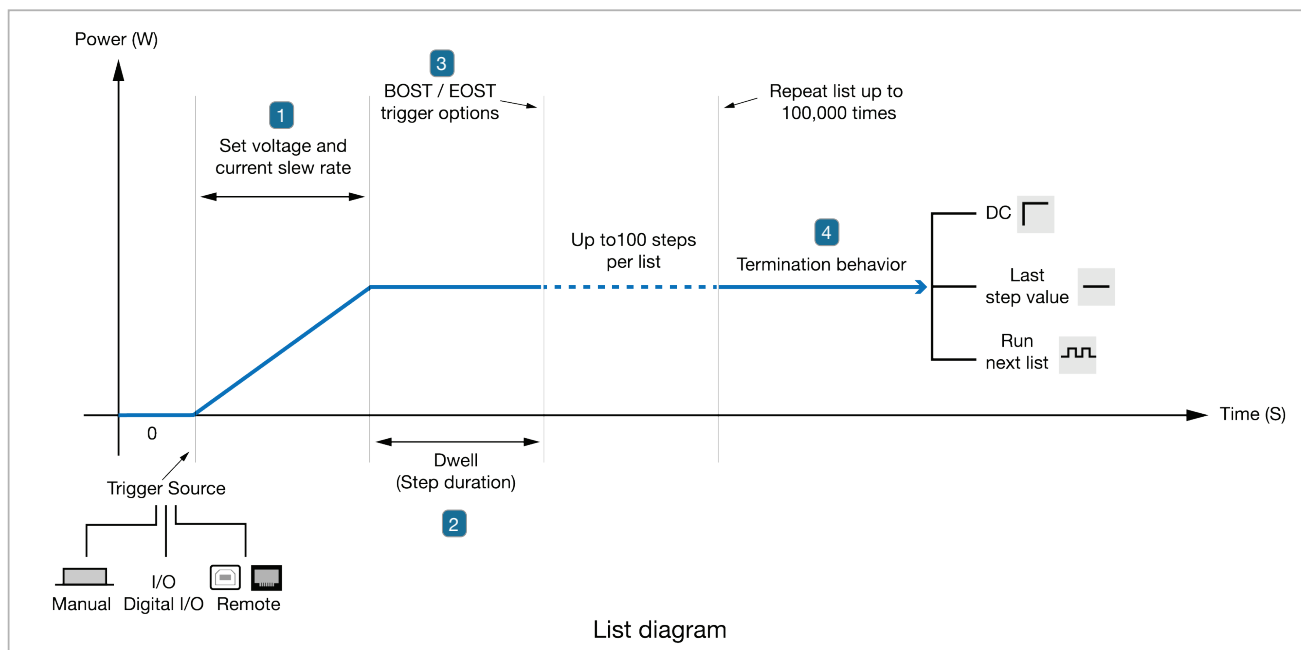 Power (W)
3
BOST / EOST
trigger options
Repeat list up to
100,000 times
1
Set voltage and
current slew rate
DC
Up to100 steps
per list
4
Termination behavior
Last
step value
Run
next list
0
Time (S)
Dwell
(Step duration)
2
Trigger Source
Manual
I/O
Digital I/O
Remote
List diagram